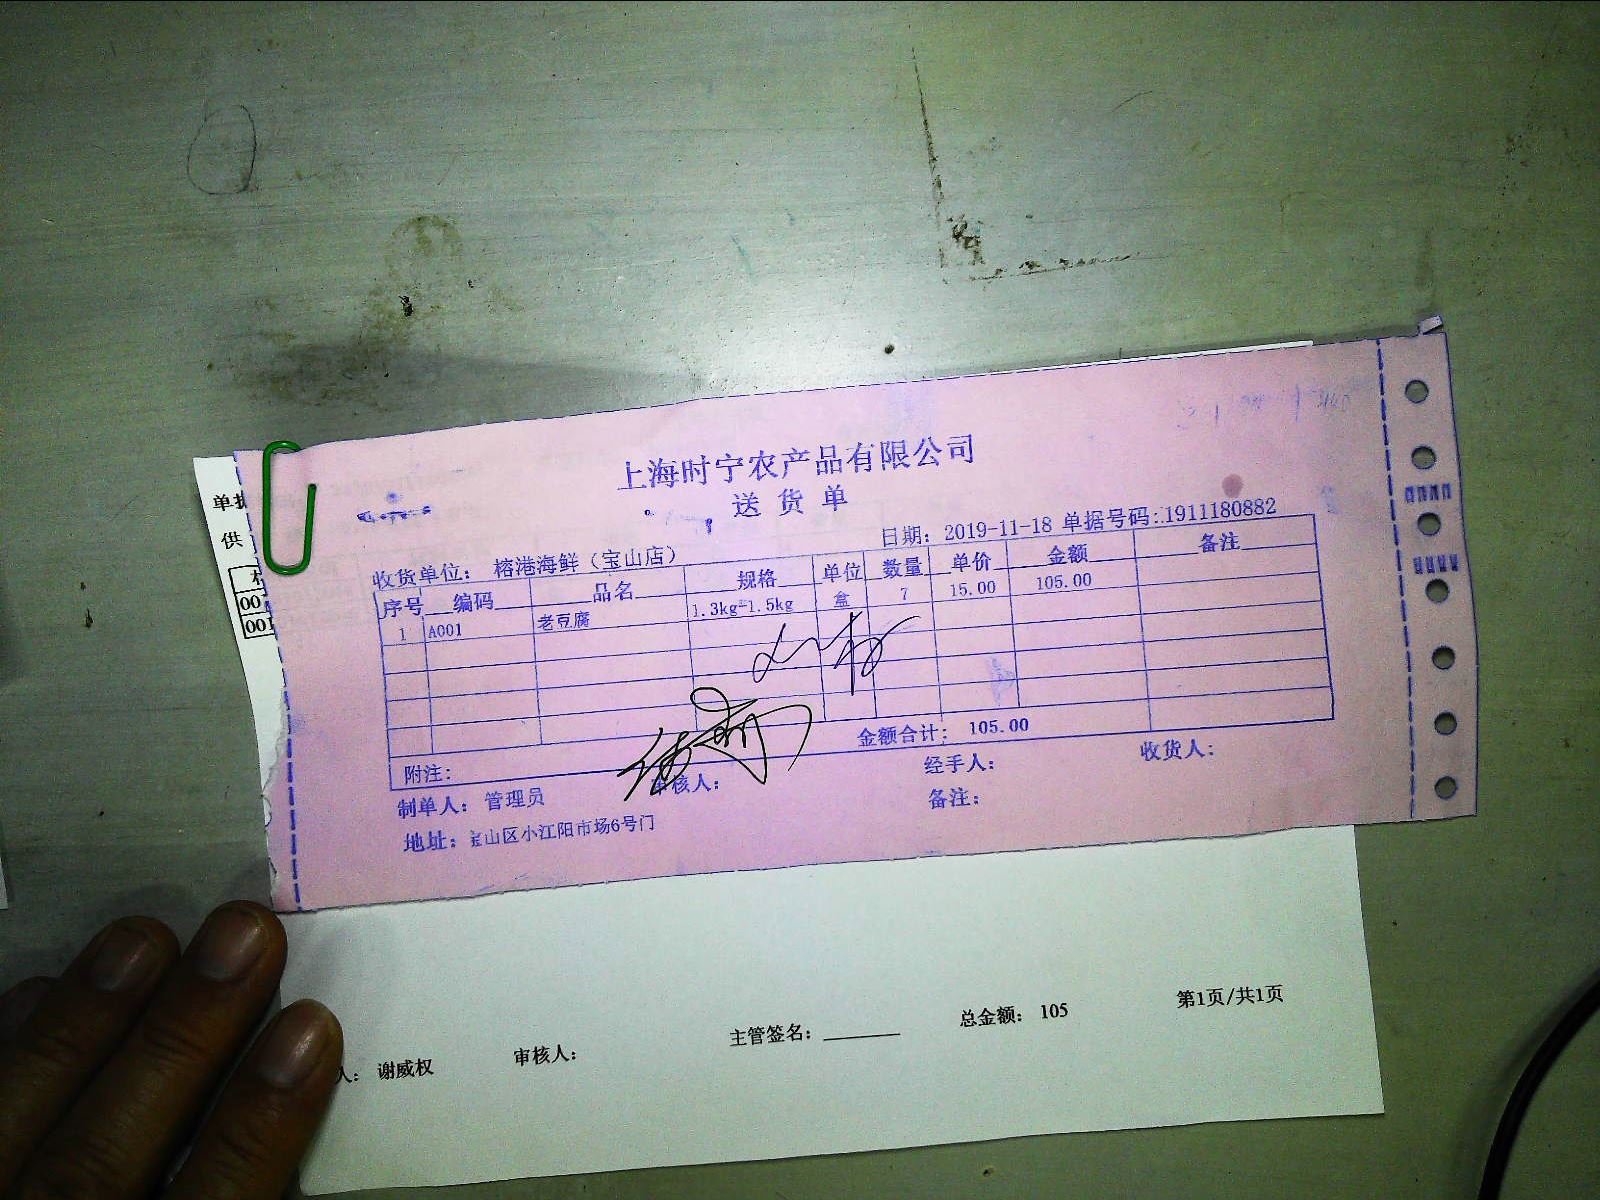 上海时宁农产品有限公司
送货单
收货单位： 榕港海鲜（宝山店） 日期: 2019-11-18 单据号码:1911180882
序号 编码 品名 规格 单位 数量 单价 金额 备注
1 A001 老豆腐 1.3kg-1.5kg 盒 7 15.00 105.00
金额合计: 105.00
附注:
制单人: 管理员 审核人: 经手人: 收货人:
地址: 宝山区小江阳市场6号门 备注:
单据
供
001
001
人: 谢威权 审核人: 主管签名: 总金额: 105 第1页/共1页